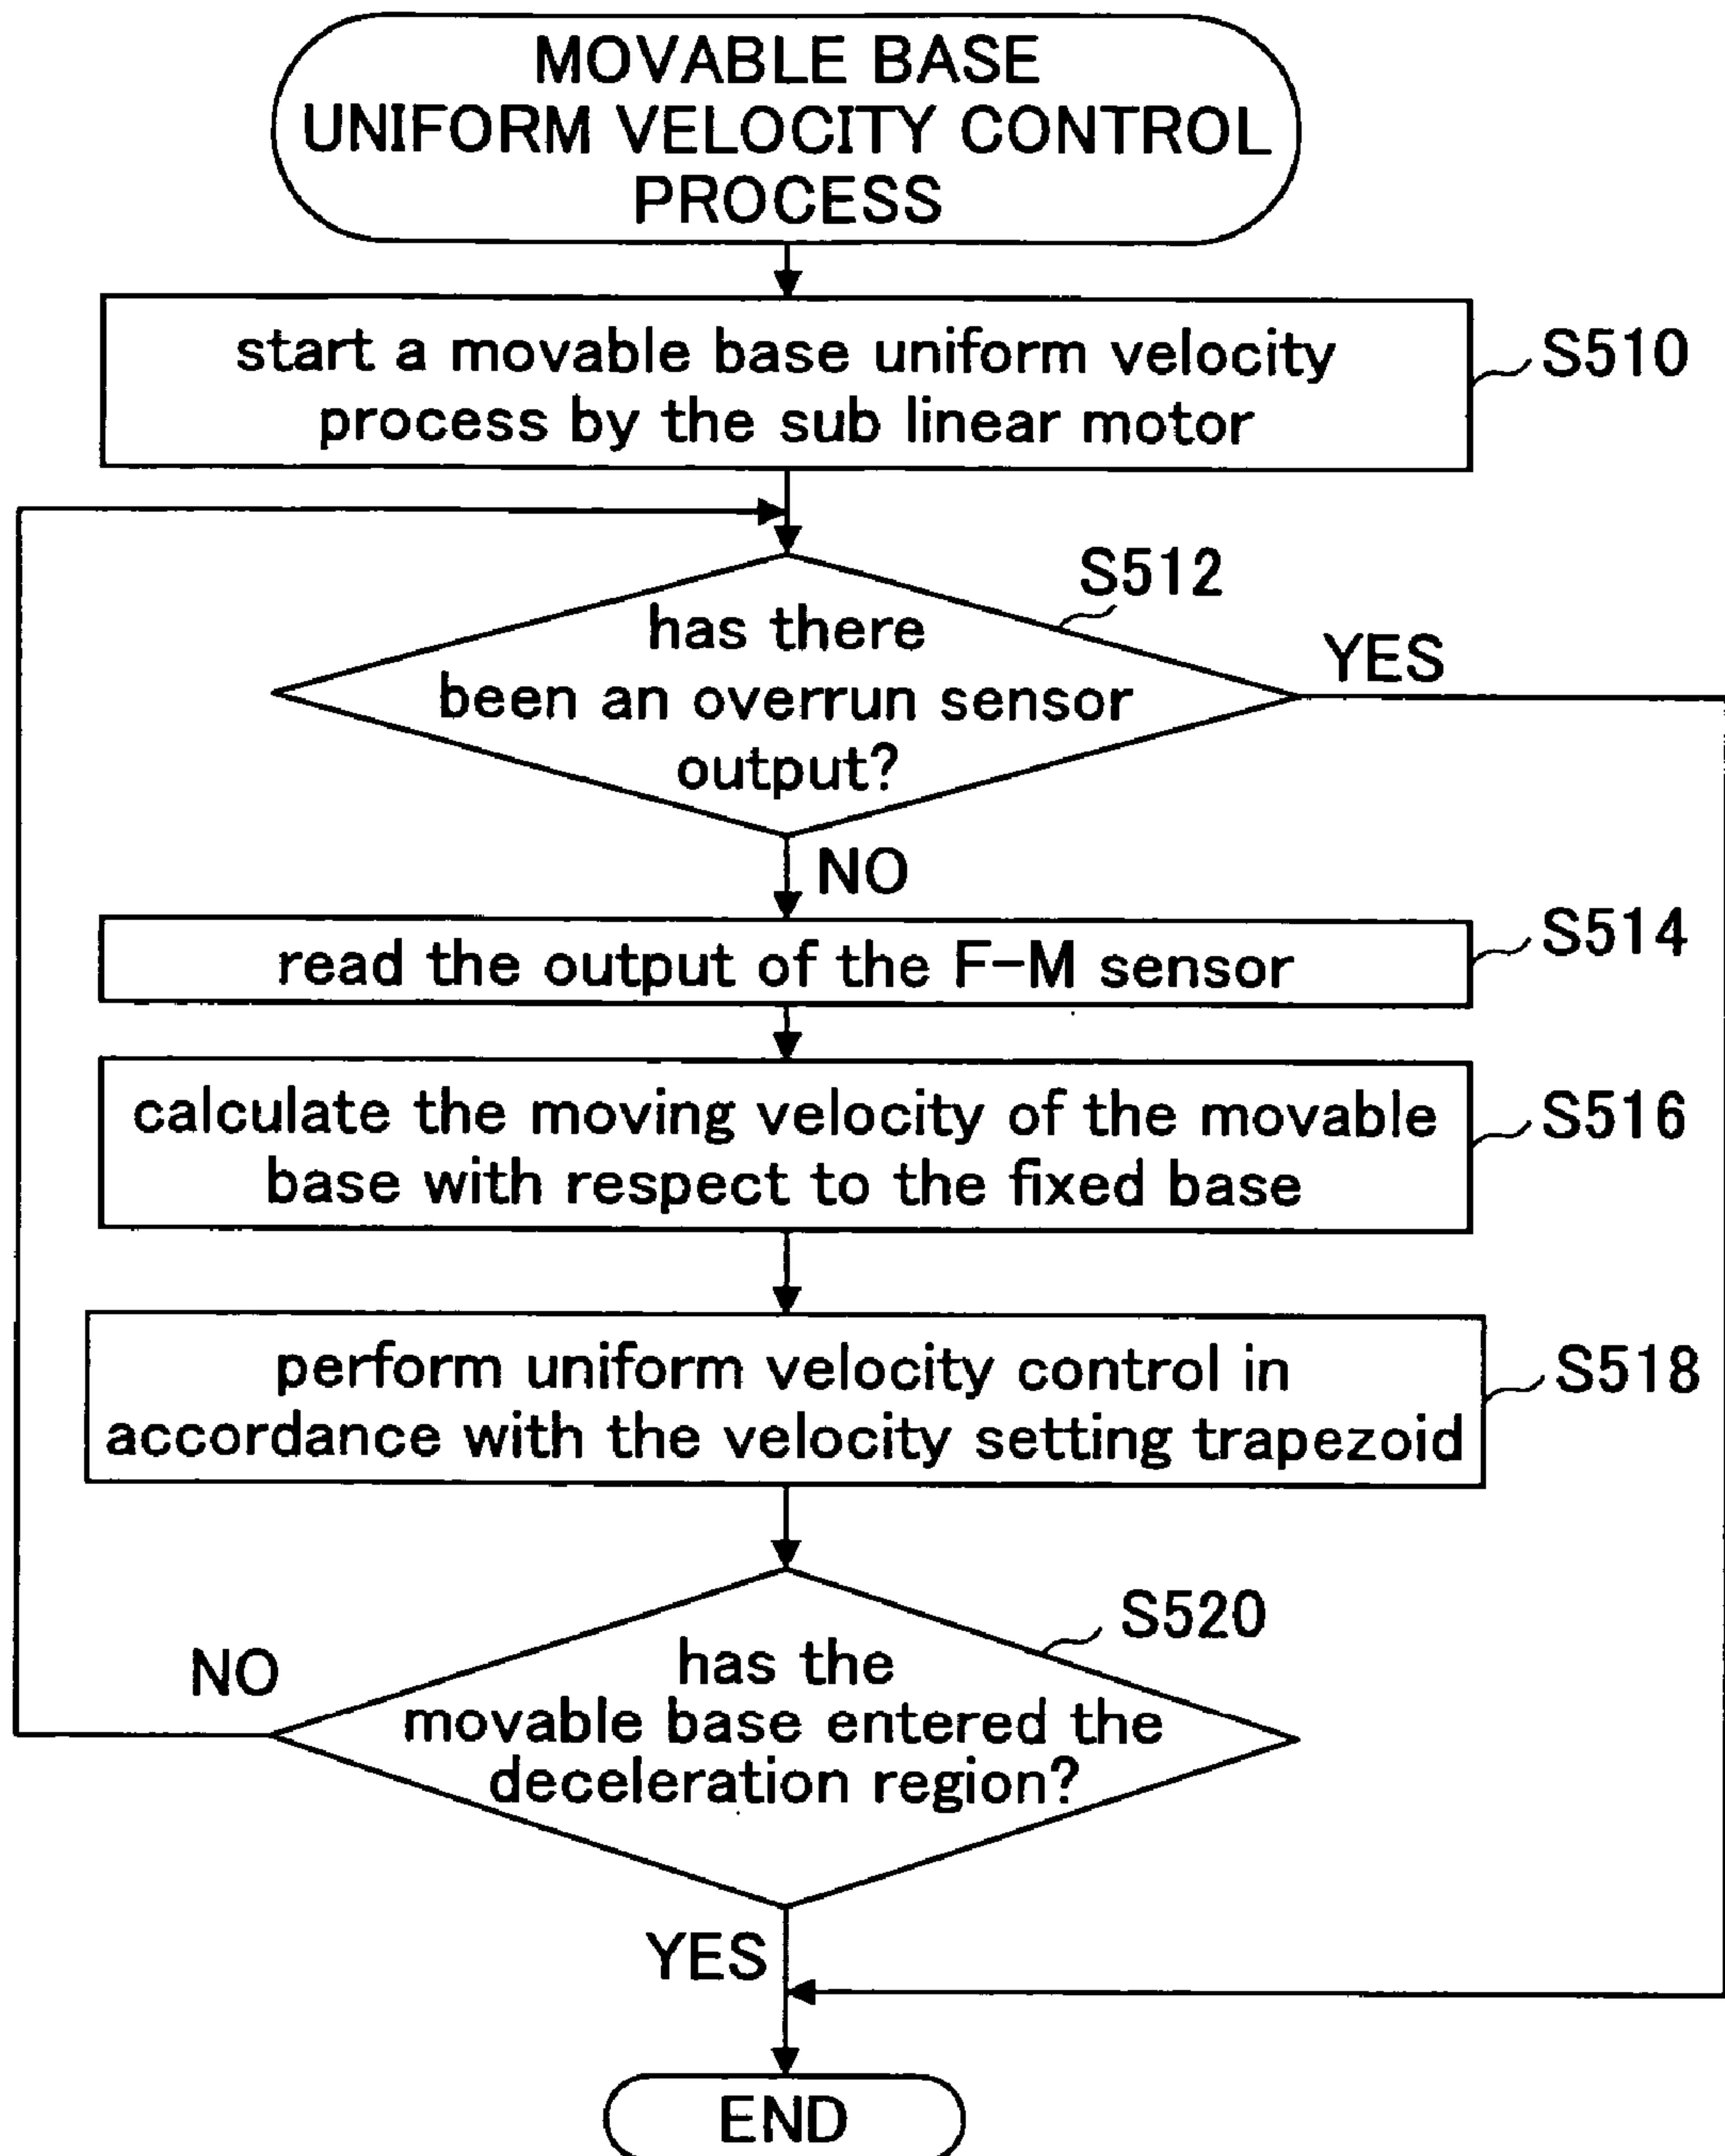 MOVABLE BASE
UNIFORM VELOCITY CONTROL
PROCESS
start a movable base uniform velocity
process by the sub linear motor
S510
S512
has there
been an overrun sensor
output?
YES
NO
read the output of the F-M sensor
S514
calculate the moving velocity of the movable
base with respect to the fixed base
S516
perform uniform velocity control in
accordance with the velocity setting trapezoid
S518
S520
has the
movable base entered the
deceleration region?
NO
YES
END